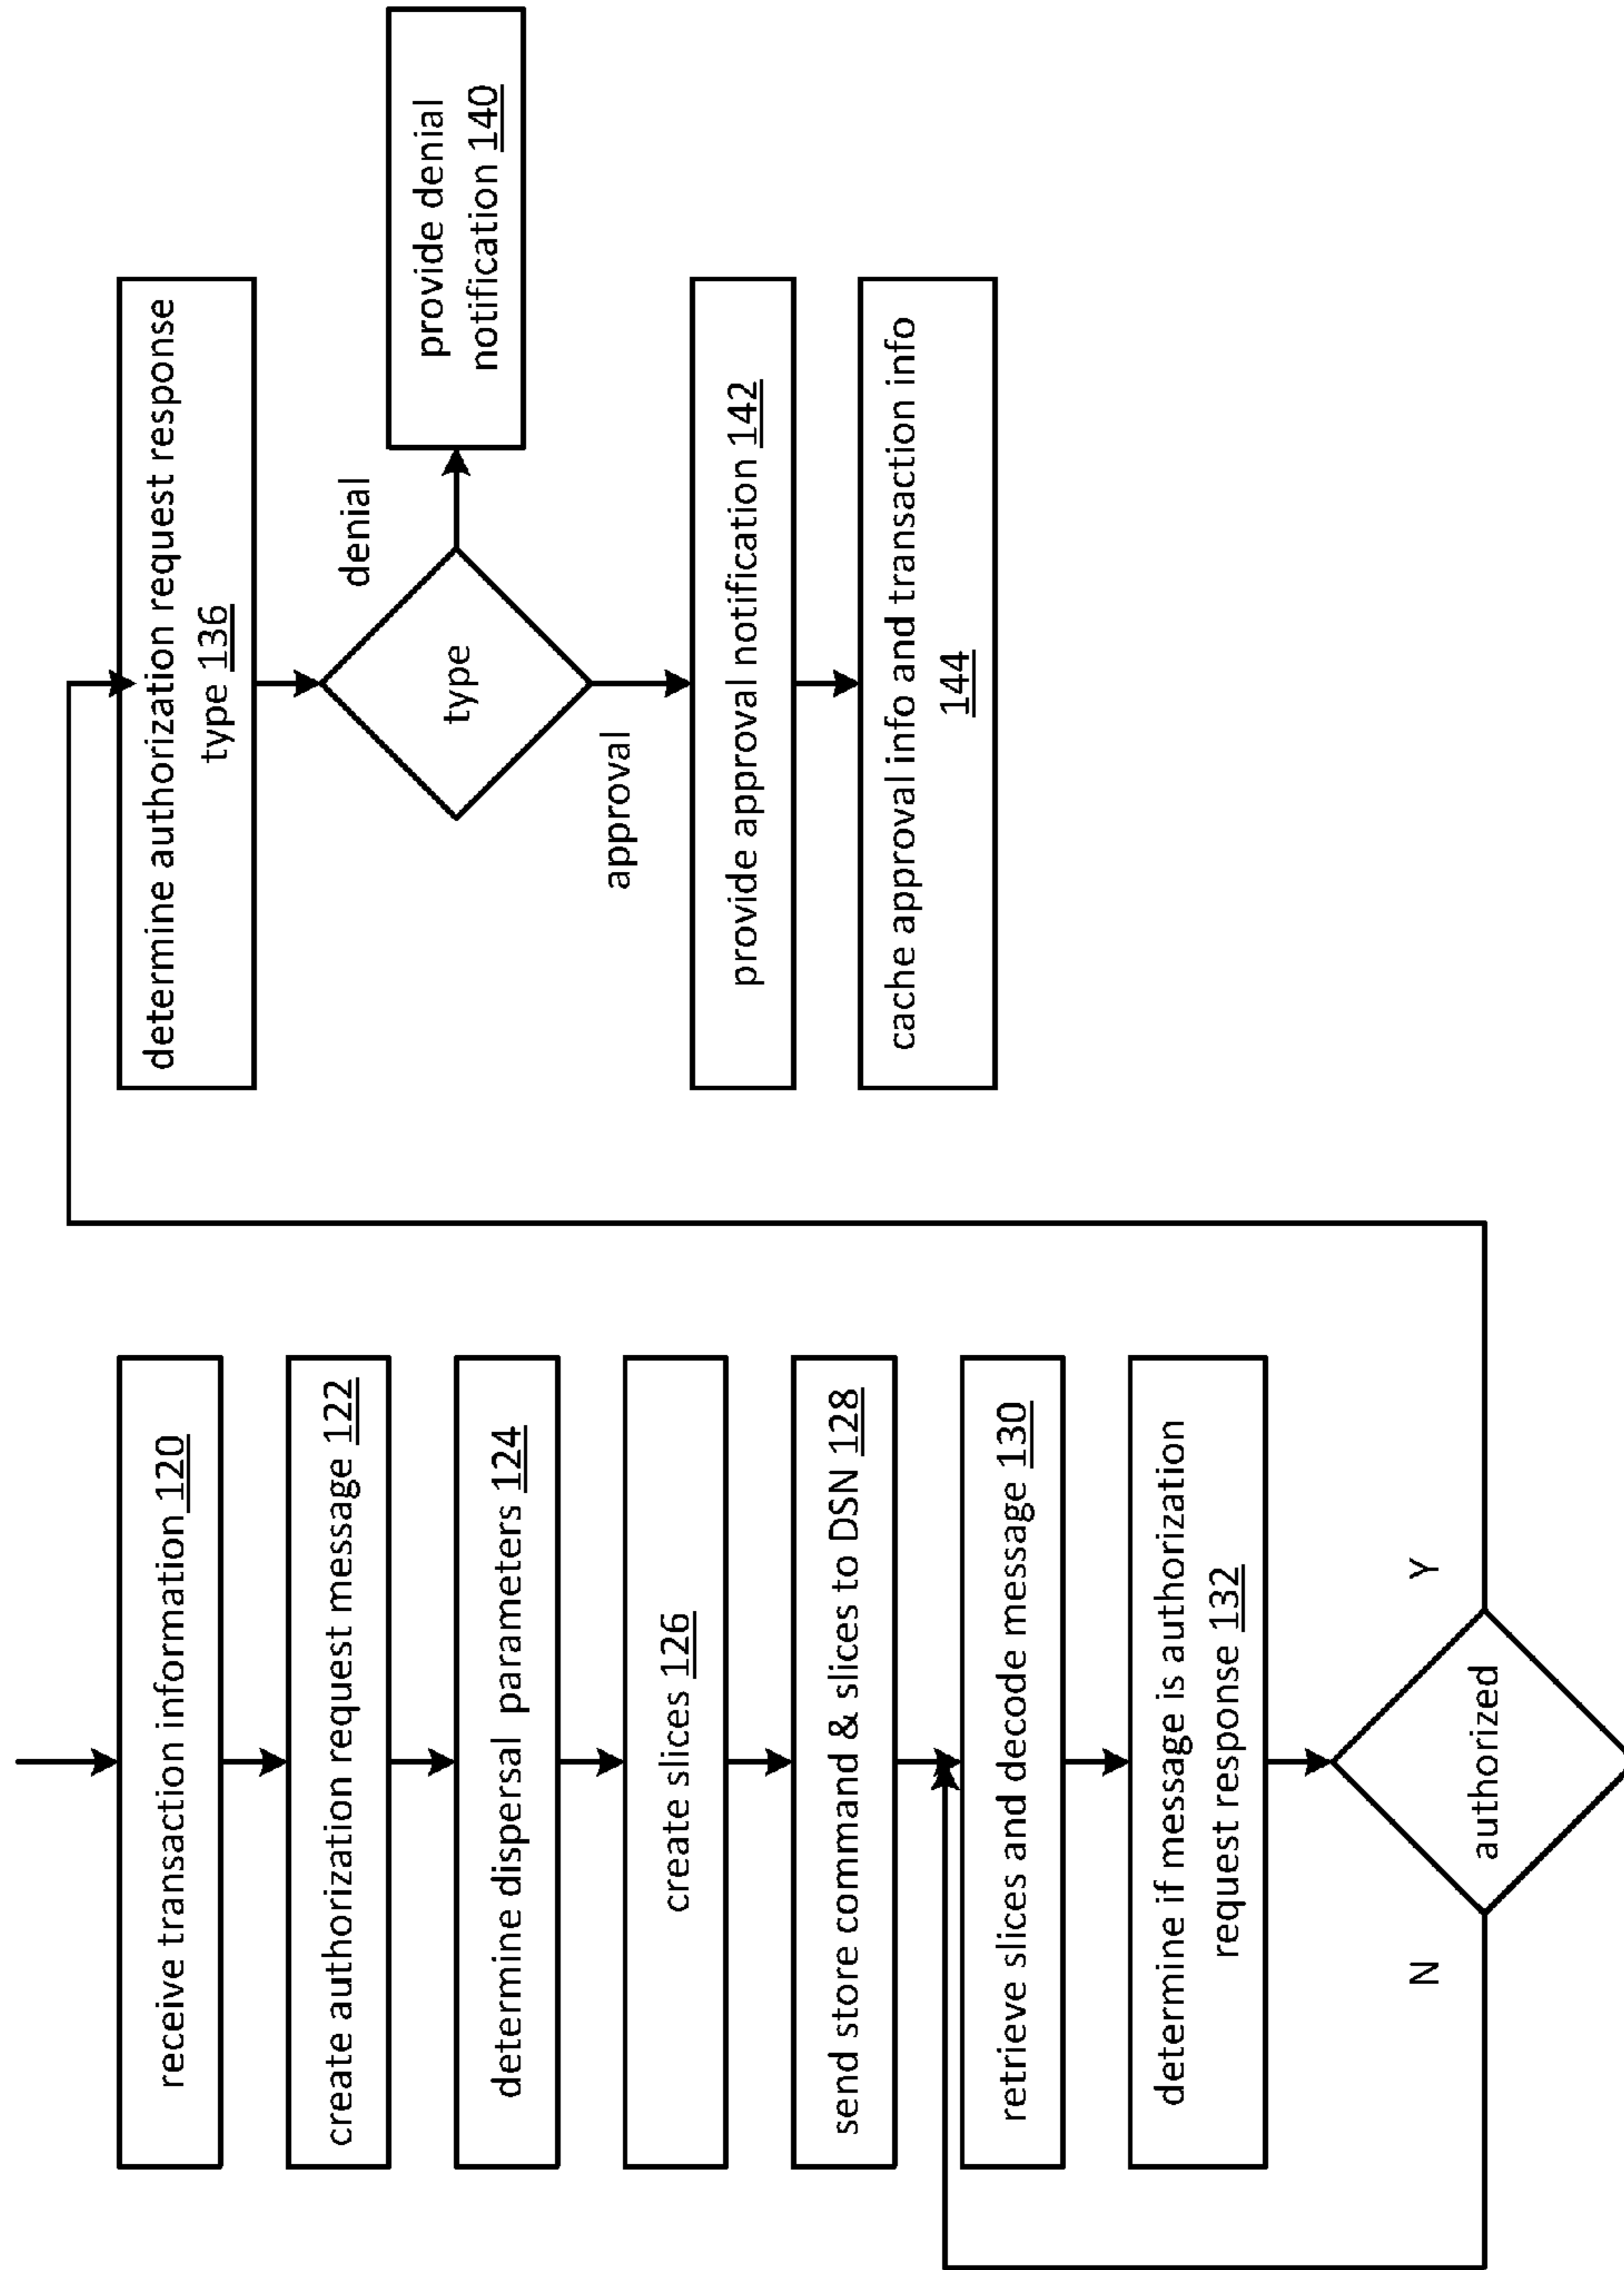 receive transaction information 120
create authorization request message 122
determine dispersal parameters 124
create slices 126
send store command & slices to DSN 128
retrieve slices and decode message 130
determine if message is authorization
request response 132
authorized
N
Y
determine authorization request response
type 136
type
denial
provide denial
notification 140
approval
provide approval notification 142
cache approval info and transaction info
144